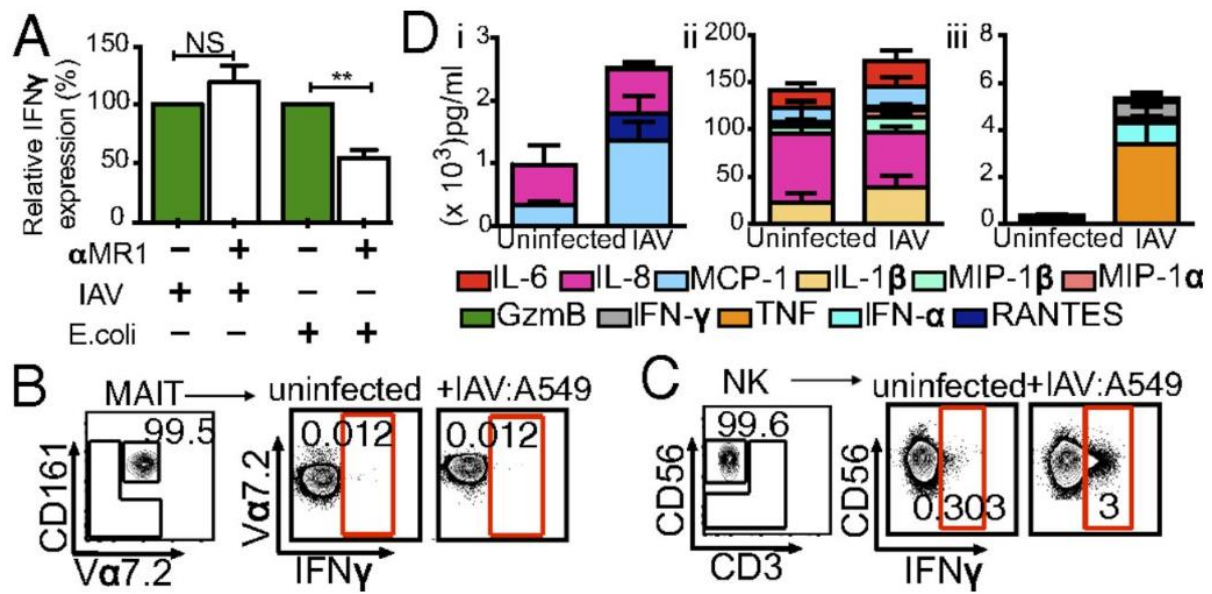 A
Relative IFNγ
expression (%)
150
100
50
0
NS
**
αMR1 − + − +
IAV + + − −
E.coli − − + +
D
i
(x 10³)pg/ml
3
2
1
0
Uninfected IAV
ii
200
150
100
50
0
Uninfected IAV
iii
8
6
4
2
0
Uninfected IAV
IL-6 IL-8 MCP-1 IL-1β MIP-1β MIP-1α
GzmB IFN-γ TNF IFN-α RANTES
B
MAIT uninfected +IAV:A549
99.5
CD161
Vα7.2
0.012
0.012
Vα7.2
IFNγ
C
NK uninfected+IAV:A549
99.6
CD56
CD3
0.303
3
CD56
IFNγ